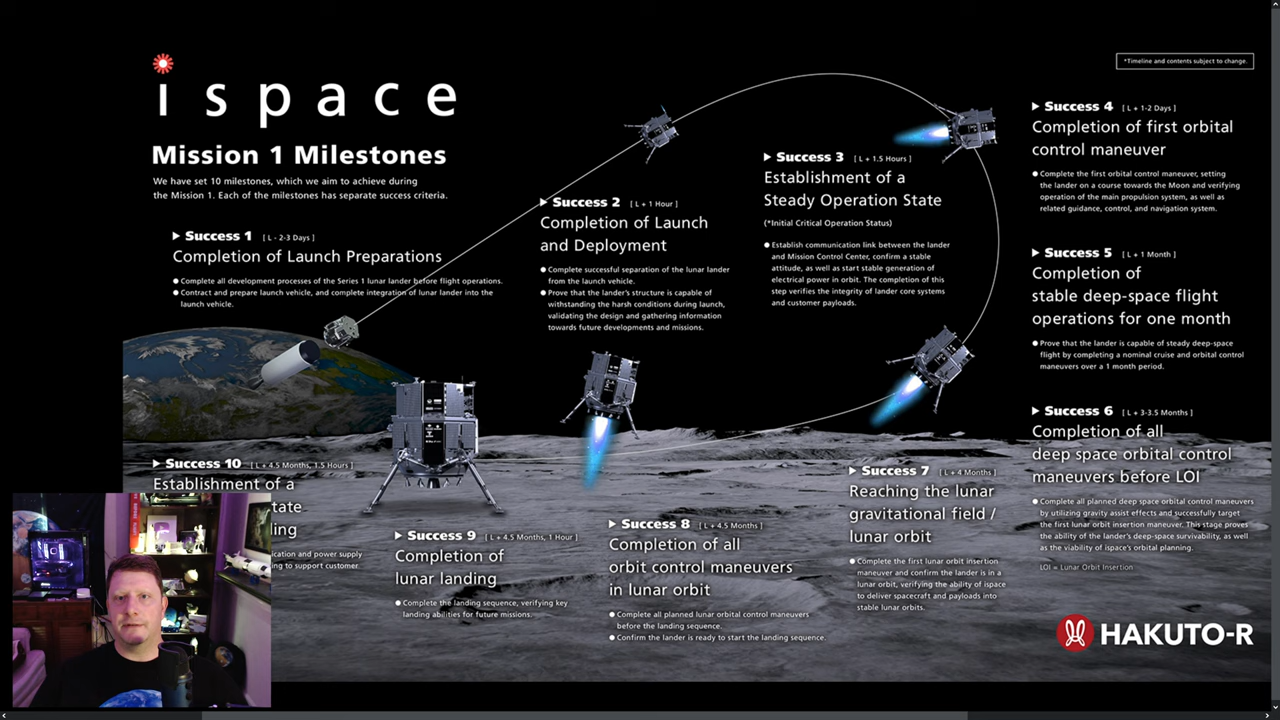 ispace
*Timeline and contents subject to change.
Mission 1 Milestones
We have set 10 milestones, which we aim to achieve during
the Mission 1. Each of the milestones has separate success criteria.
Success 1 [ L - 2-3 Days ]
Completion of Launch Preparations
● Complete all development processes of the Series 1 lunar lander before flight operations.
● Contract and prepare launch vehicle, and complete integration of lunar lander into the
launch vehicle.
Success 2 [ L + 1 Hour ]
Completion of Launch
and Deployment
● Complete successful separation of the lunar lander
from the launch vehicle.
● Prove that the lander's structure is capable of
withstanding the harsh conditions during launch,
validating the design and gathering information
towards future developments and missions.
Success 3 [ L + 1.5 Hours ]
Establishment of a
Steady Operation State
(*Initial Critical Operation Status)
● Establish communication link between the lander
and Mission Control Center, confirm a stable
attitude, as well as start stable generation of
electrical power in orbit. The completion of this
step verifies the integrity of lander core systems
and customer payloads.
Success 4 [ L + 1-2 Days ]
Completion of first orbital
control maneuver
● Complete the first orbital control maneuver, setting
the lander on a course towards the Moon and verifying
operation of the main propulsion system, as well as
related guidance, control, and navigation system.
Success 5 [ L + 1 Month ]
Completion of
stable deep-space flight
operations for one month
● Prove that the lander is capable of steady deep-space
flight by completing a nominal cruise and orbital control
maneuvers over a 1 month period.
Success 6 [ L + 3-3.5 Months ]
Completion of all
deep space orbital control
maneuvers before LOI
● Complete all planned deep space orbital control maneuvers
by utilizing gravity assist effects and successfully target
the first lunar orbit insertion maneuver. This stage proves
the ability of the lander's deep-space survivability, as well
as the viability of ispace's orbital planning.
LOI = Lunar Orbit Insertion
Success 7 [ L + 4 Months ]
Reaching the lunar
gravitational field /
lunar orbit
● Complete the first lunar orbit insertion
maneuver and confirm the lander is in a
lunar orbit, verifying the ability of ispace
to deliver spacecraft and payloads into
stable lunar orbits.
Success 8 [ L + 4.5 Months ]
Completion of all
orbit control maneuvers
in lunar orbit
● Complete all planned lunar orbital control maneuvers
before the landing sequence.
● Confirm the lander is ready to start the landing sequence.
Success 9 [ L + 4.5 Months, 1 Hour ]
Completion of
lunar landing
● Complete the landing sequence, verifying key
landing abilities for future missions.
Success 10 [ L + 4.5 Months, 1.5 Hours ]
Establishment of a
tate
ing
ication and power supply
ng to support customer.
HAKUTO-R